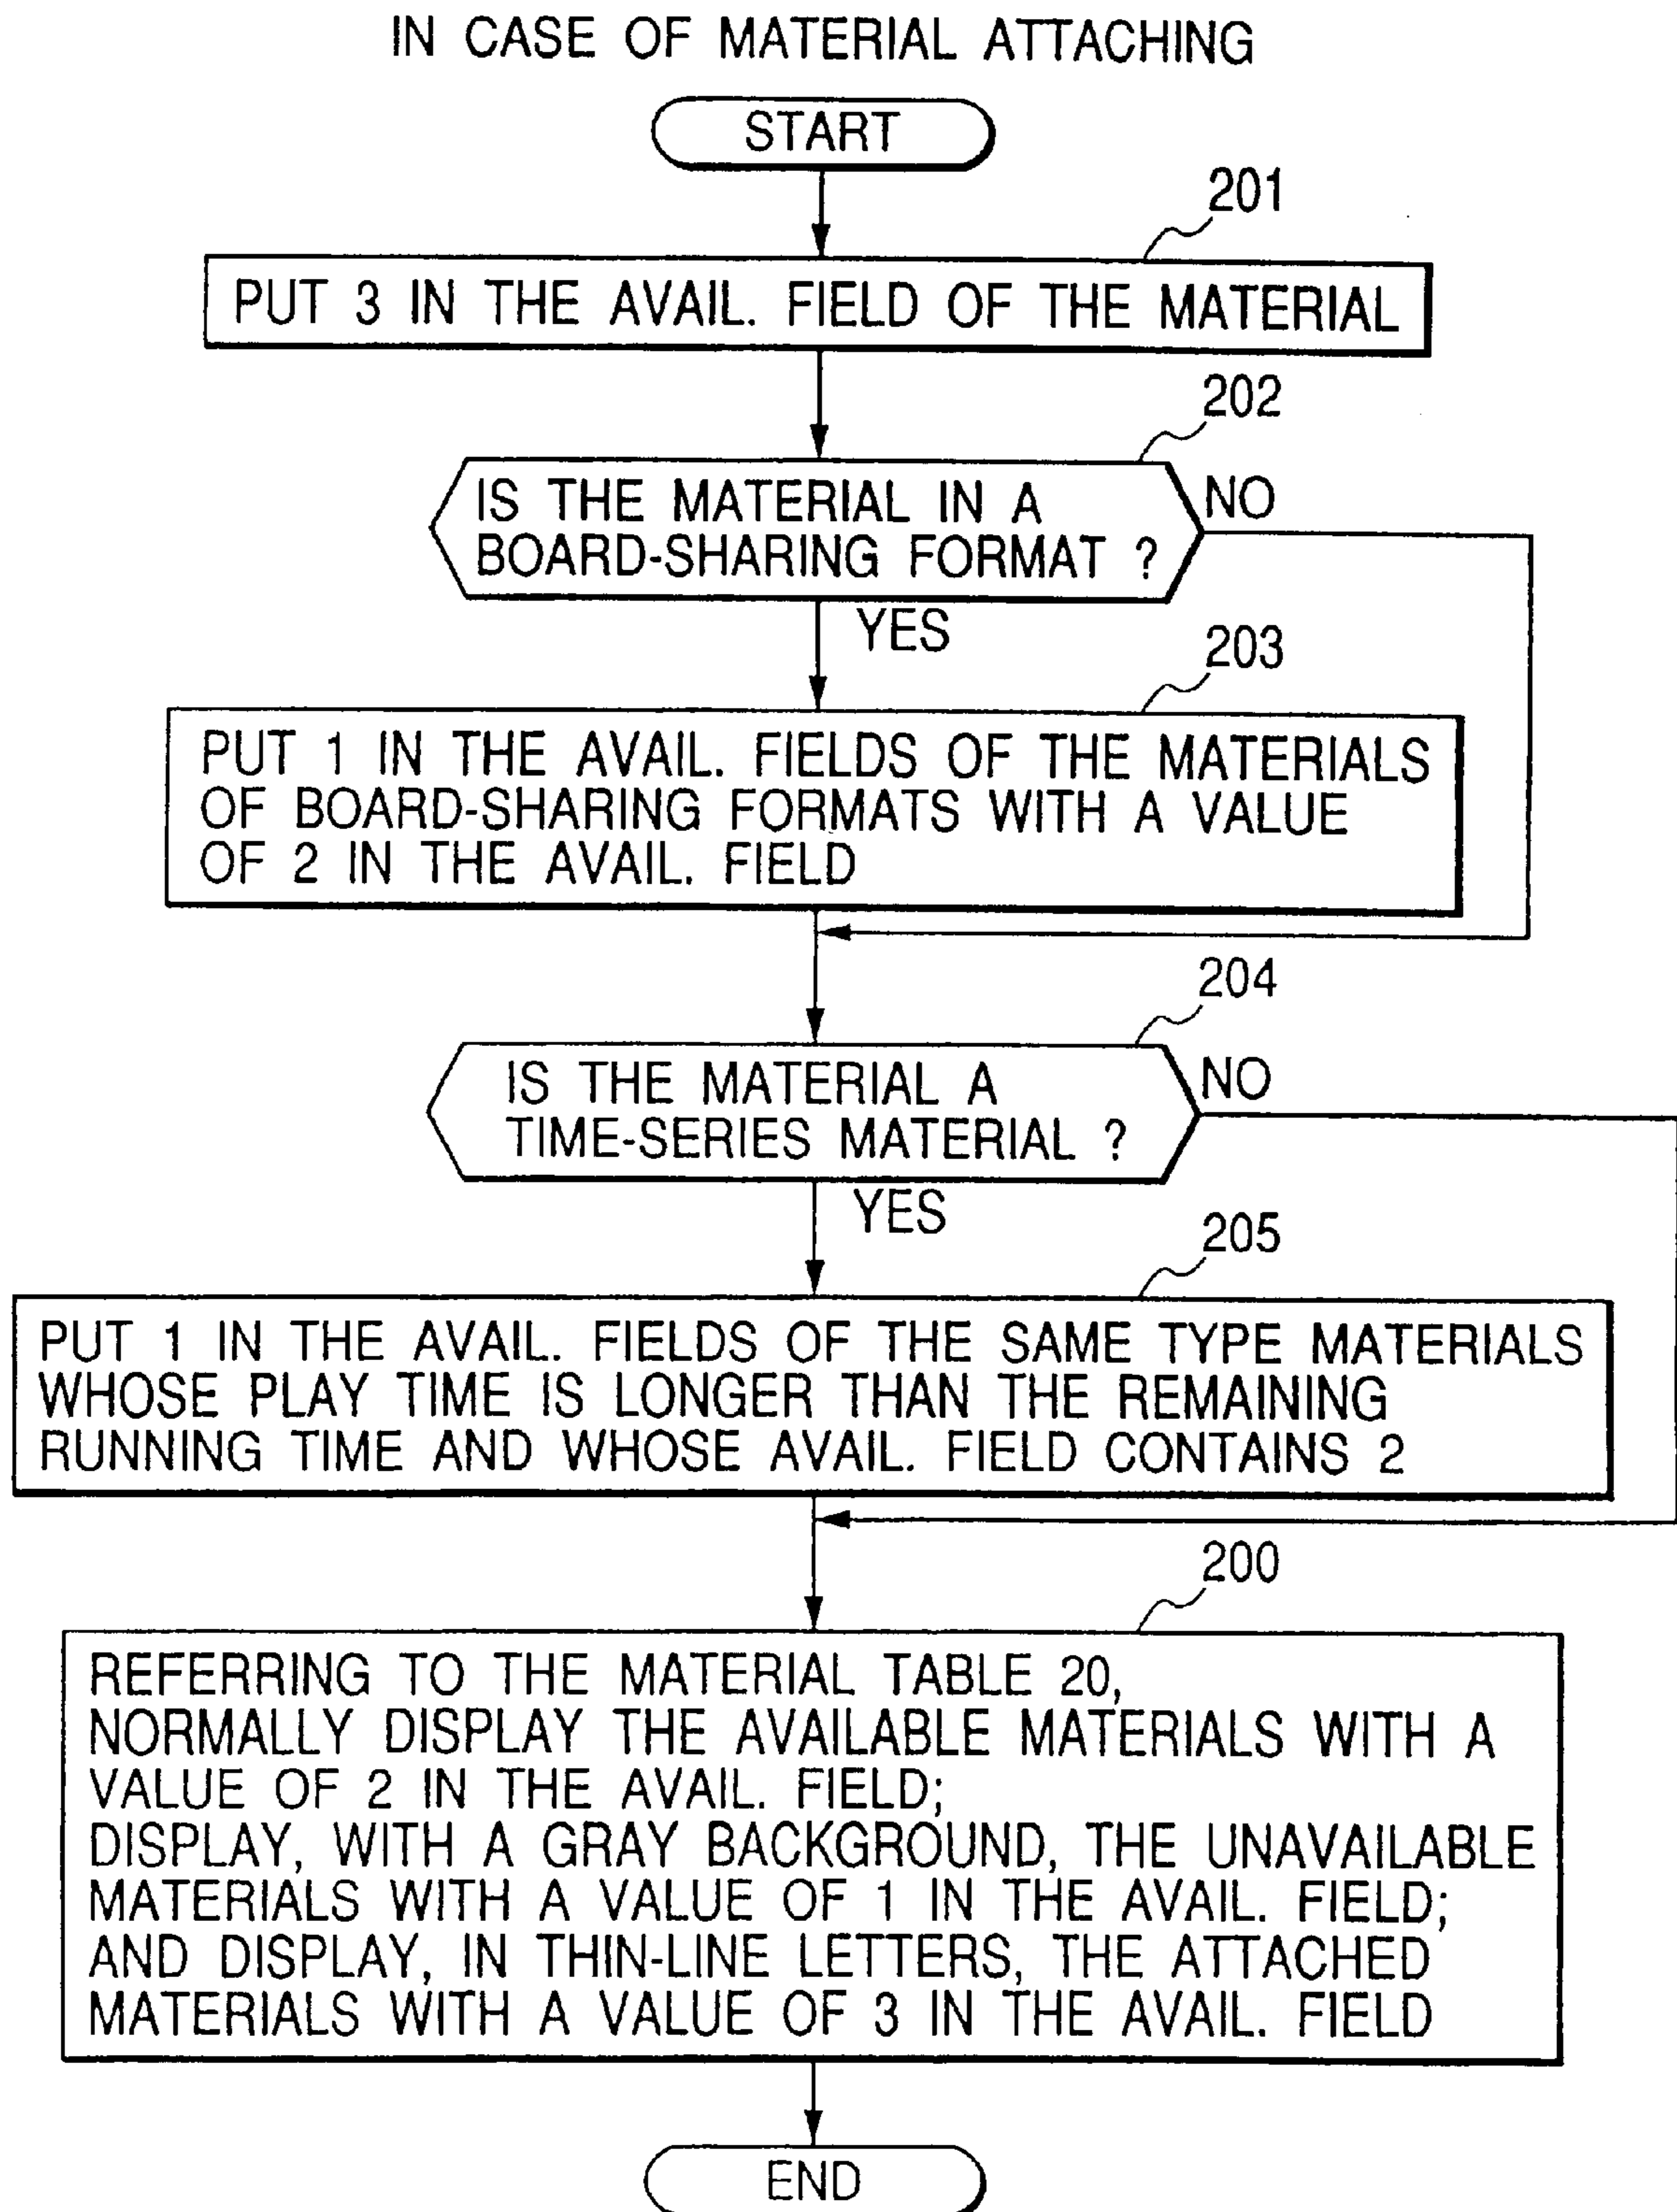 IN CASE OF MATERIAL ATTACHING
START
201
PUT 3 IN THE AVAIL. FIELD OF THE MATERIAL
202
IS THE MATERIAL IN A
BOARD-SHARING FORMAT ?
NO
YES
203
PUT 1 IN THE AVAIL. FIELDS OF THE MATERIALS
OF BOARD-SHARING FORMATS WITH A VALUE
OF 2 IN THE AVAIL. FIELD
204
IS THE MATERIAL A
TIME-SERIES MATERIAL ?
NO
YES
205
PUT 1 IN THE AVAIL. FIELDS OF THE SAME TYPE MATERIALS
WHOSE PLAY TIME IS LONGER THAN THE REMAINING
RUNNING TIME AND WHOSE AVAIL. FIELD CONTAINS 2
200
REFERRING TO THE MATERIAL TABLE 20,
NORMALLY DISPLAY THE AVAILABLE MATERIALS WITH A
VALUE OF 2 IN THE AVAIL. FIELD;
DISPLAY, WITH A GRAY BACKGROUND, THE UNAVAILABLE
MATERIALS WITH A VALUE OF 1 IN THE AVAIL. FIELD;
AND DISPLAY, IN THIN-LINE LETTERS, THE ATTACHED
MATERIALS WITH A VALUE OF 3 IN THE AVAIL. FIELD
END